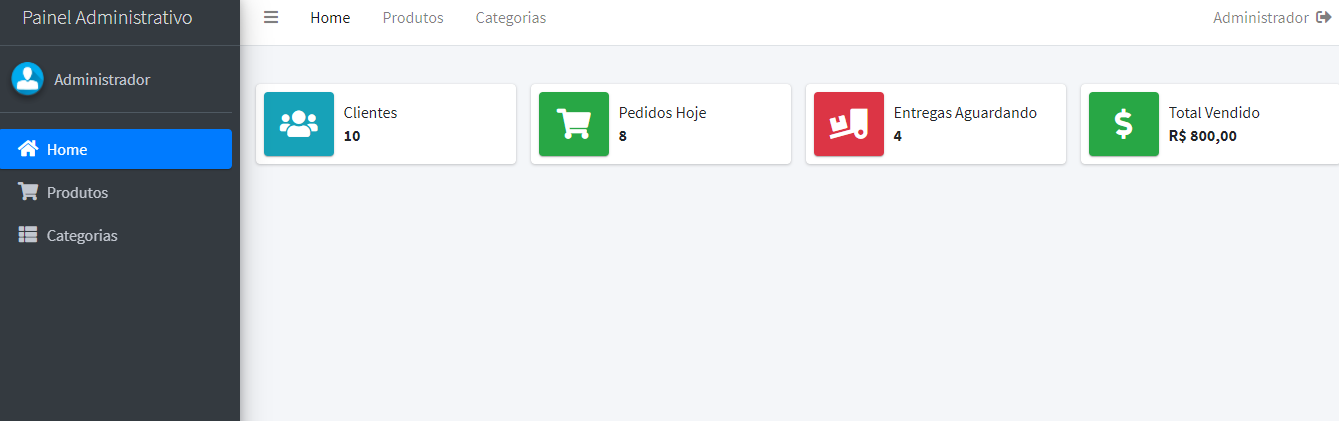 Painel Administrativo
Home Produtos Categorias Administrador
Administrador
Home
Produtos
Categorias
Clientes
10
Pedidos Hoje
8
Entregas Aguardando
4
$
Total Vendido
R$ 800,00